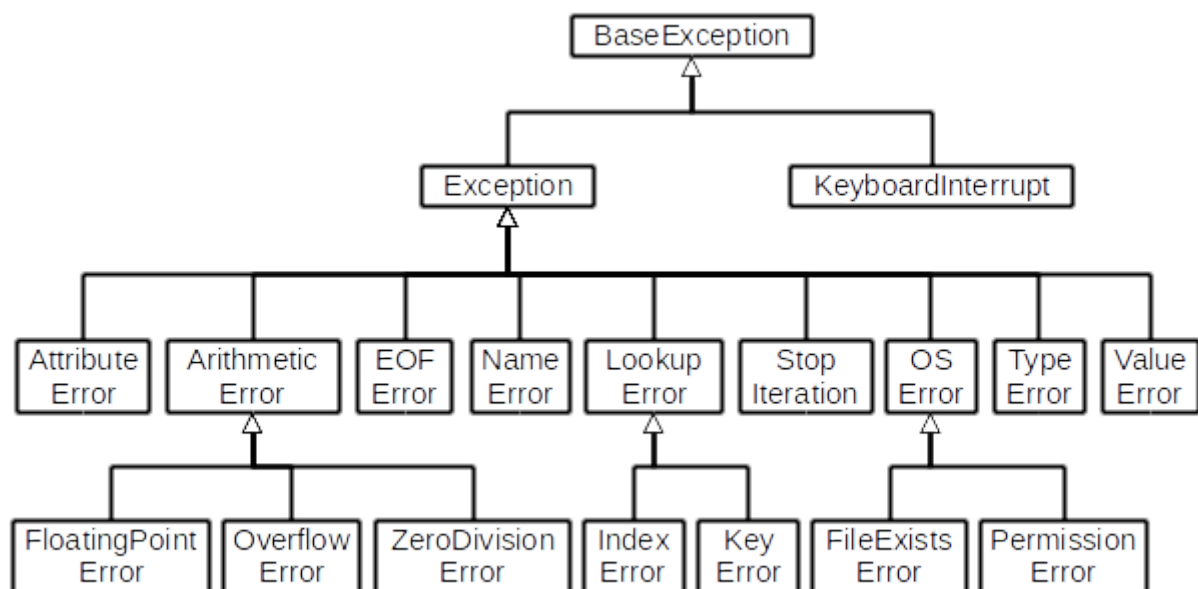 BaseException
Exception
KeyboardInterrupt
Attribute
Error
Arithmetic
Error
EOF
Error
Name
Error
Lookup
Error
Stop
Iteration
OS
Error
Type
Error
Value
Error
FloatingPoint
Error
Overflow
Error
ZeroDivision
Error
Index
Error
Key
Error
FileExists
Error
Permission
Error